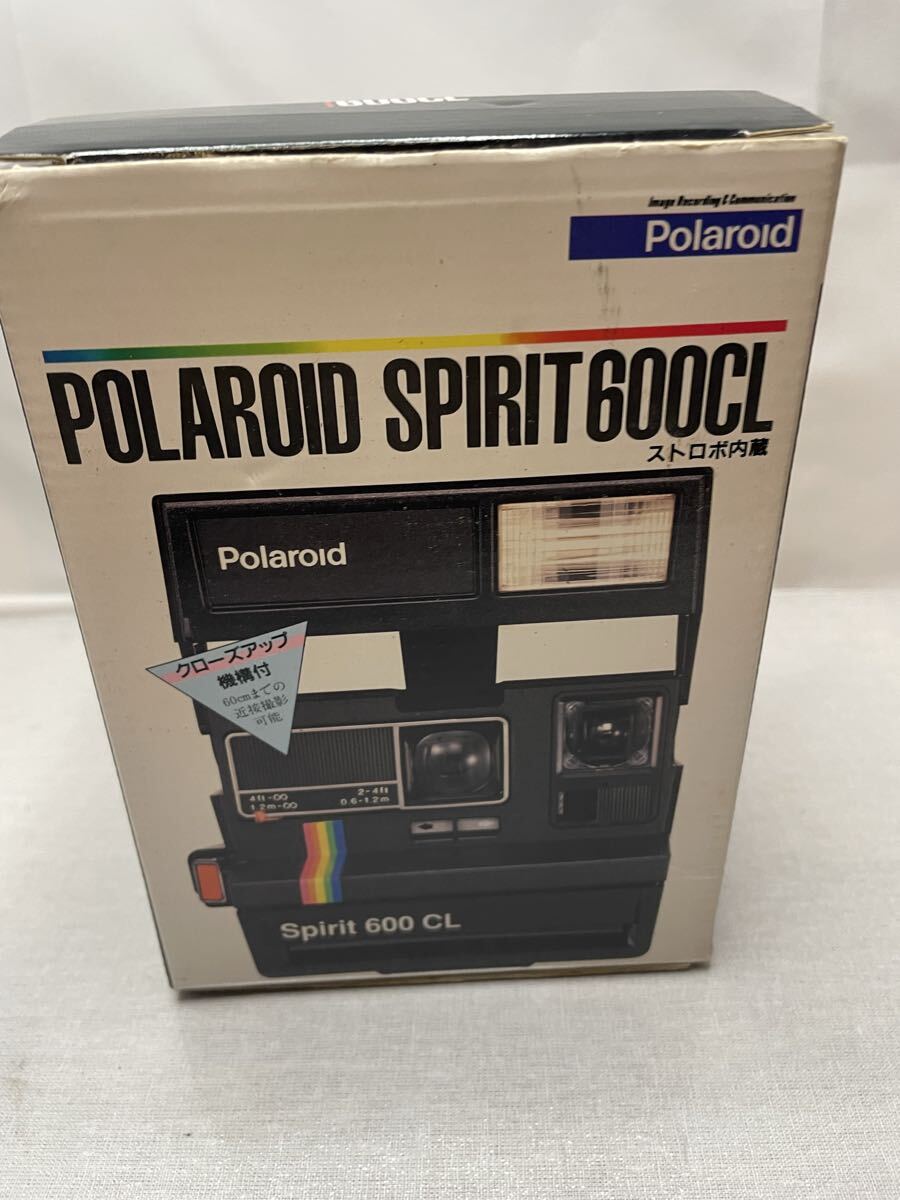 600CL
Image Recording & Communication
Polaroid
POLAROID SPIRIT600CL
ストロボ内蔵
Polaroid
クローズアップ
機構付
60cmまでの
近接撮影
可能
4ft-∞
1.2m-∞
2-4ft
0.6-1.2m
Spirit 600 CL